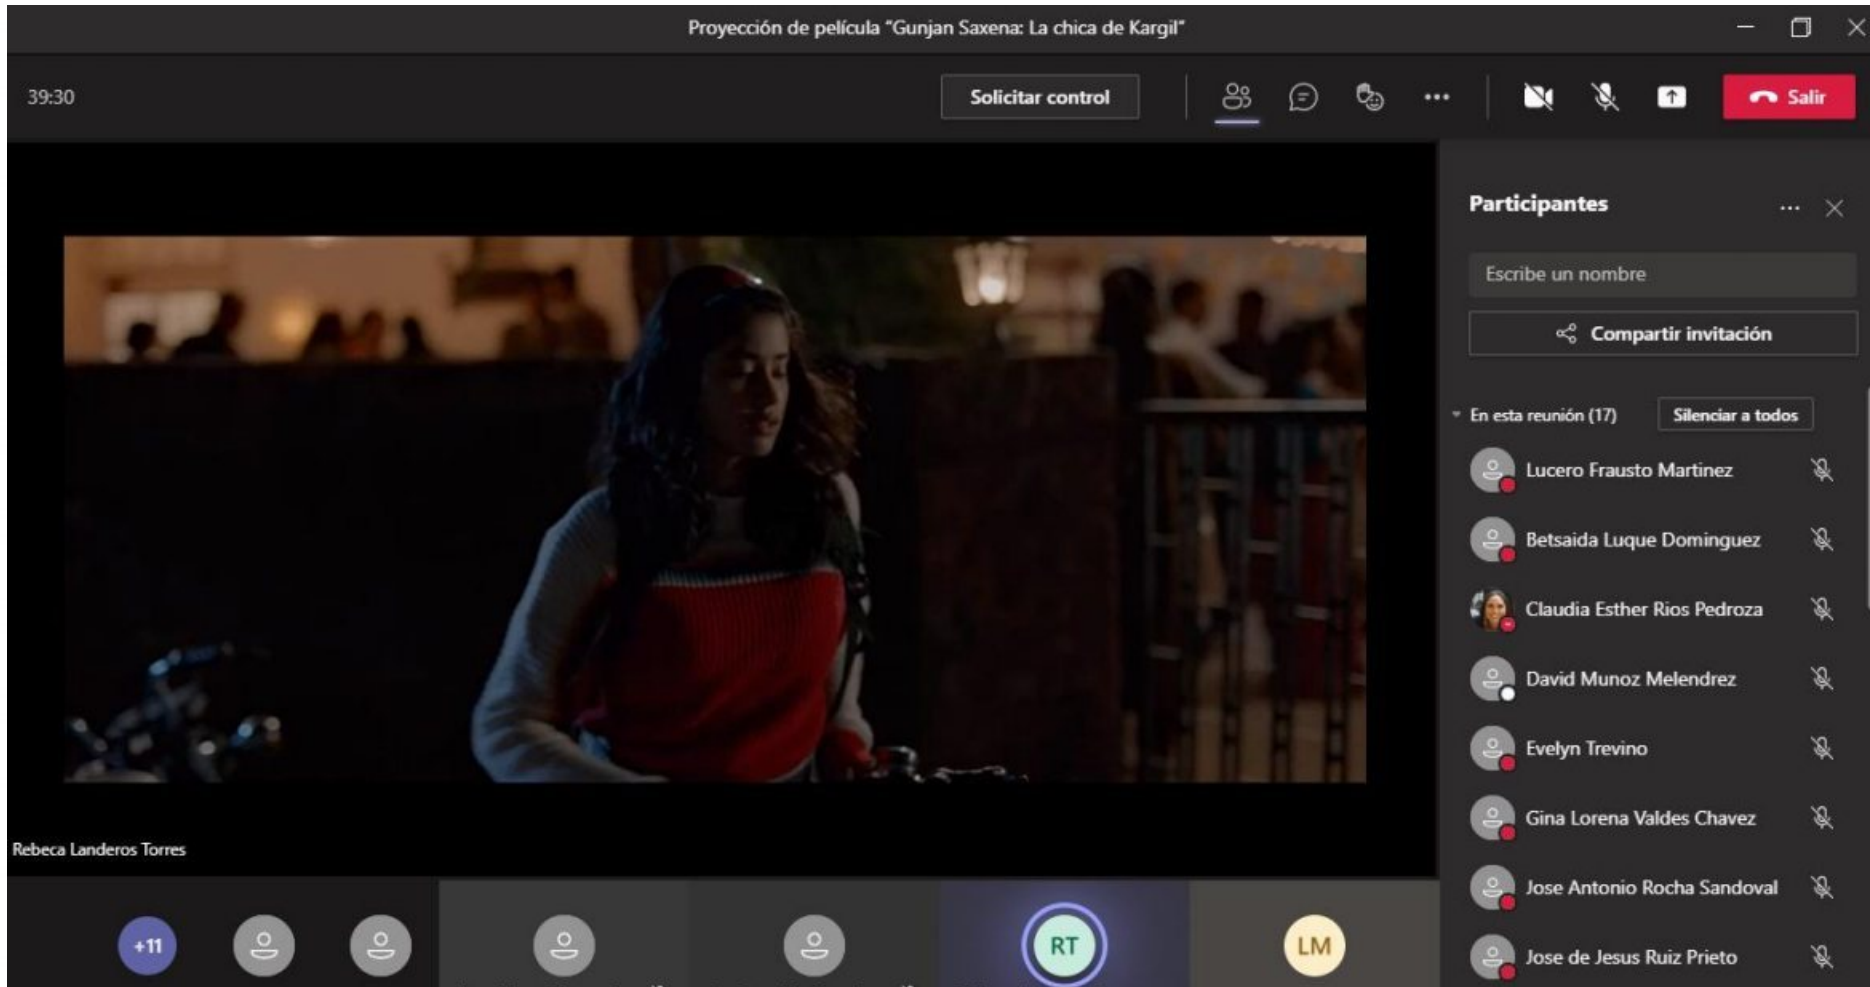 Proyección de película “Gunjan Saxena: La chica de Kargil”
39:30
Solicitar control
Salir
Participantes
Escribe un nombre
Compartir invitación
En esta reunión (17)
Silenciar a todos
Lucero Frausto Martinez
Betsaida Luque Dominguez
Claudia Esther Rios Pedroza
David Munoz Melendrez
Evelyn Trevino
Gina Lorena Valdes Chavez
Jose Antonio Rocha Sandoval
Jose de Jesus Ruiz Prieto
Rebeca Landeros Torres
+11
RT
LM